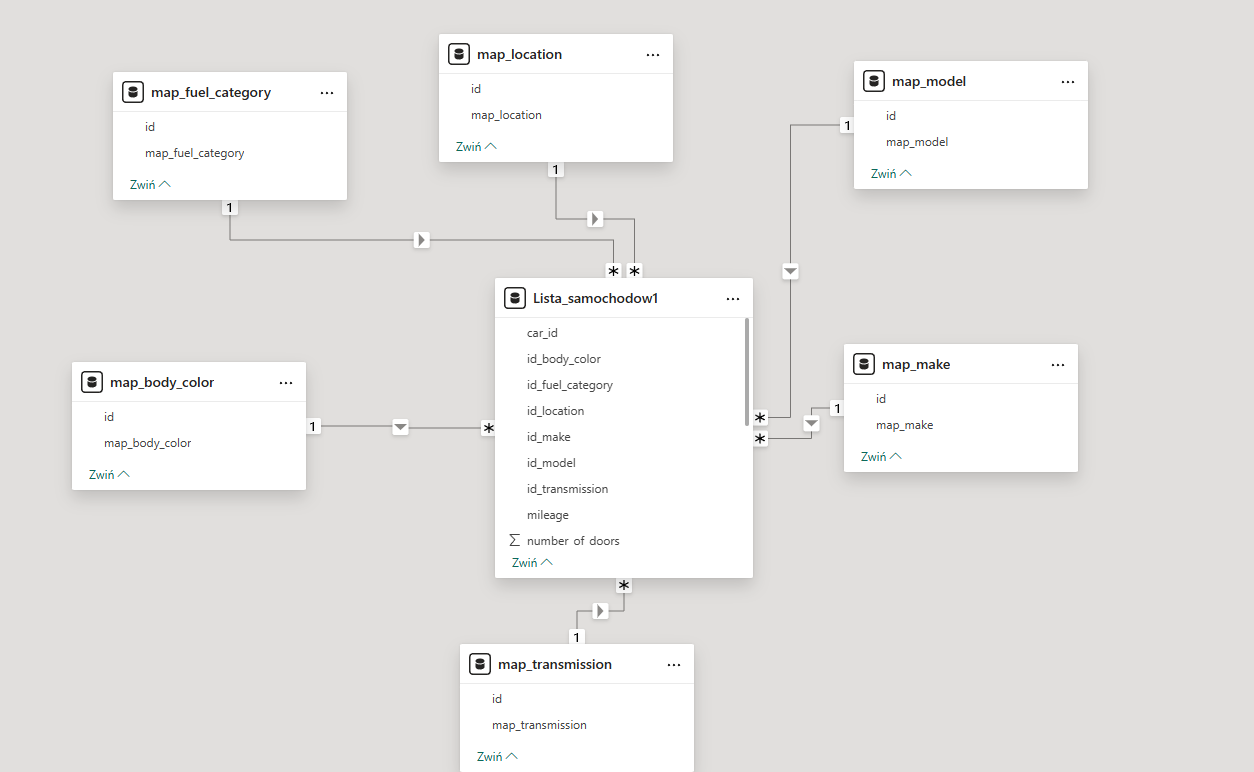 map_location
id
map_location
Zwiń
map_model
id
map_model
Zwiń
map_fuel_category
id
map_fuel_category
Zwiń
1
1
1
*
*
Lista_samochodow1
car_id
id_body_color
id_fuel_category
id_location
id_make
id_model
id_transmission
mileage
Σ number of doors
Zwiń
map_body_color
id
map_body_color
Zwiń
1
*
map_make
id
map_make
Zwiń
1
*
*
*
1
map_transmission
id
map_transmission
Zwiń